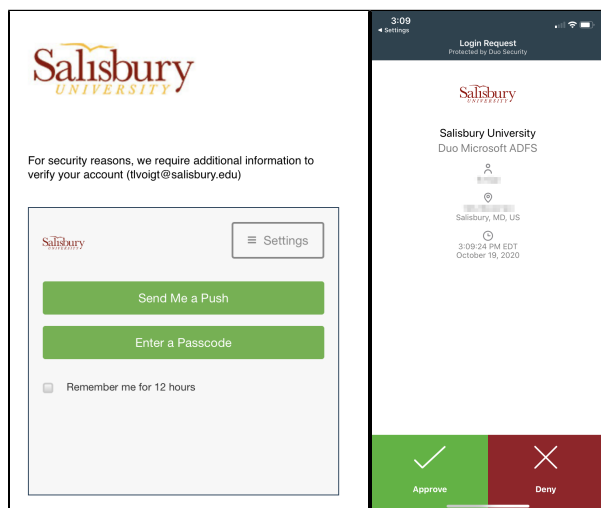 Salisbury
UNIVERSITY
For security reasons, we require additional information to
verify your account (tlvoigt@salisbury.edu)
Salisbury
UNIVERSITY
Settings
Send Me a Push
Enter a Passcode
Remember me for 12 hours
3:09
Settings
Login Request
Protected by Duo Security
Salisbury
UNIVERSITY
Salisbury University
Duo Microsoft ADFS
Salisbury, MD, US
3:09:24 PM EDT
October 19, 2020
Approve
Deny